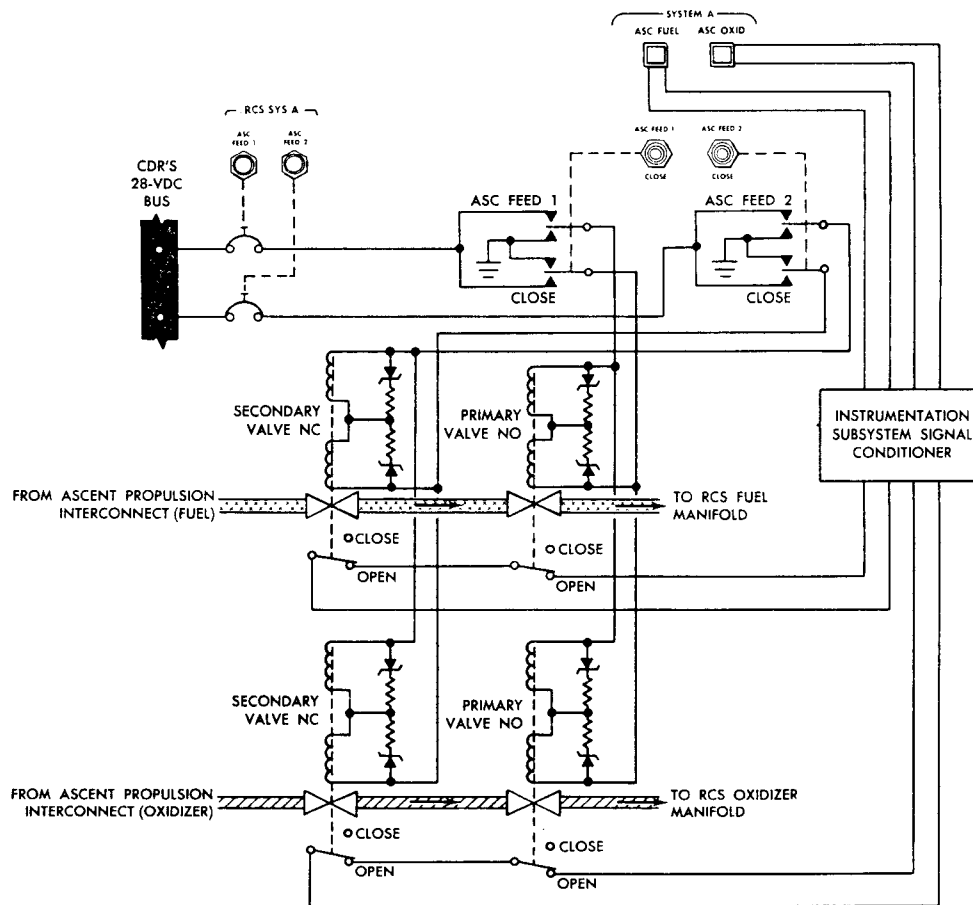 SYSTEM A
ASC FUEL
ASC OXID
RCS SYS A
ASC
FEED 1
ASC
FEED 2
ASC FEED 1
CLOSE
ASC FEED 2
CLOSE
CDR'S
28-VDC
BUS
ASC FEED 1
CLOSE
ASC FEED 2
CLOSE
SECONDARY
VALVE NC
PRIMARY
VALVE NO
INSTRUMENTATION
SUBSYSTEM SIGNAL
CONDITIONER
FROM ASCENT PROPULSION
INTERCONNECT (FUEL)
TO RCS FUEL
MANIFOLD
CLOSE
OPEN
CLOSE
OPEN
SECONDARY
VALVE NC
PRIMARY
VALVE NO
FROM ASCENT PROPULSION
INTERCONNECT (OXIDIZER)
TO RCS OXIDIZER
MANIFOLD
CLOSE
OPEN
CLOSE
OPEN